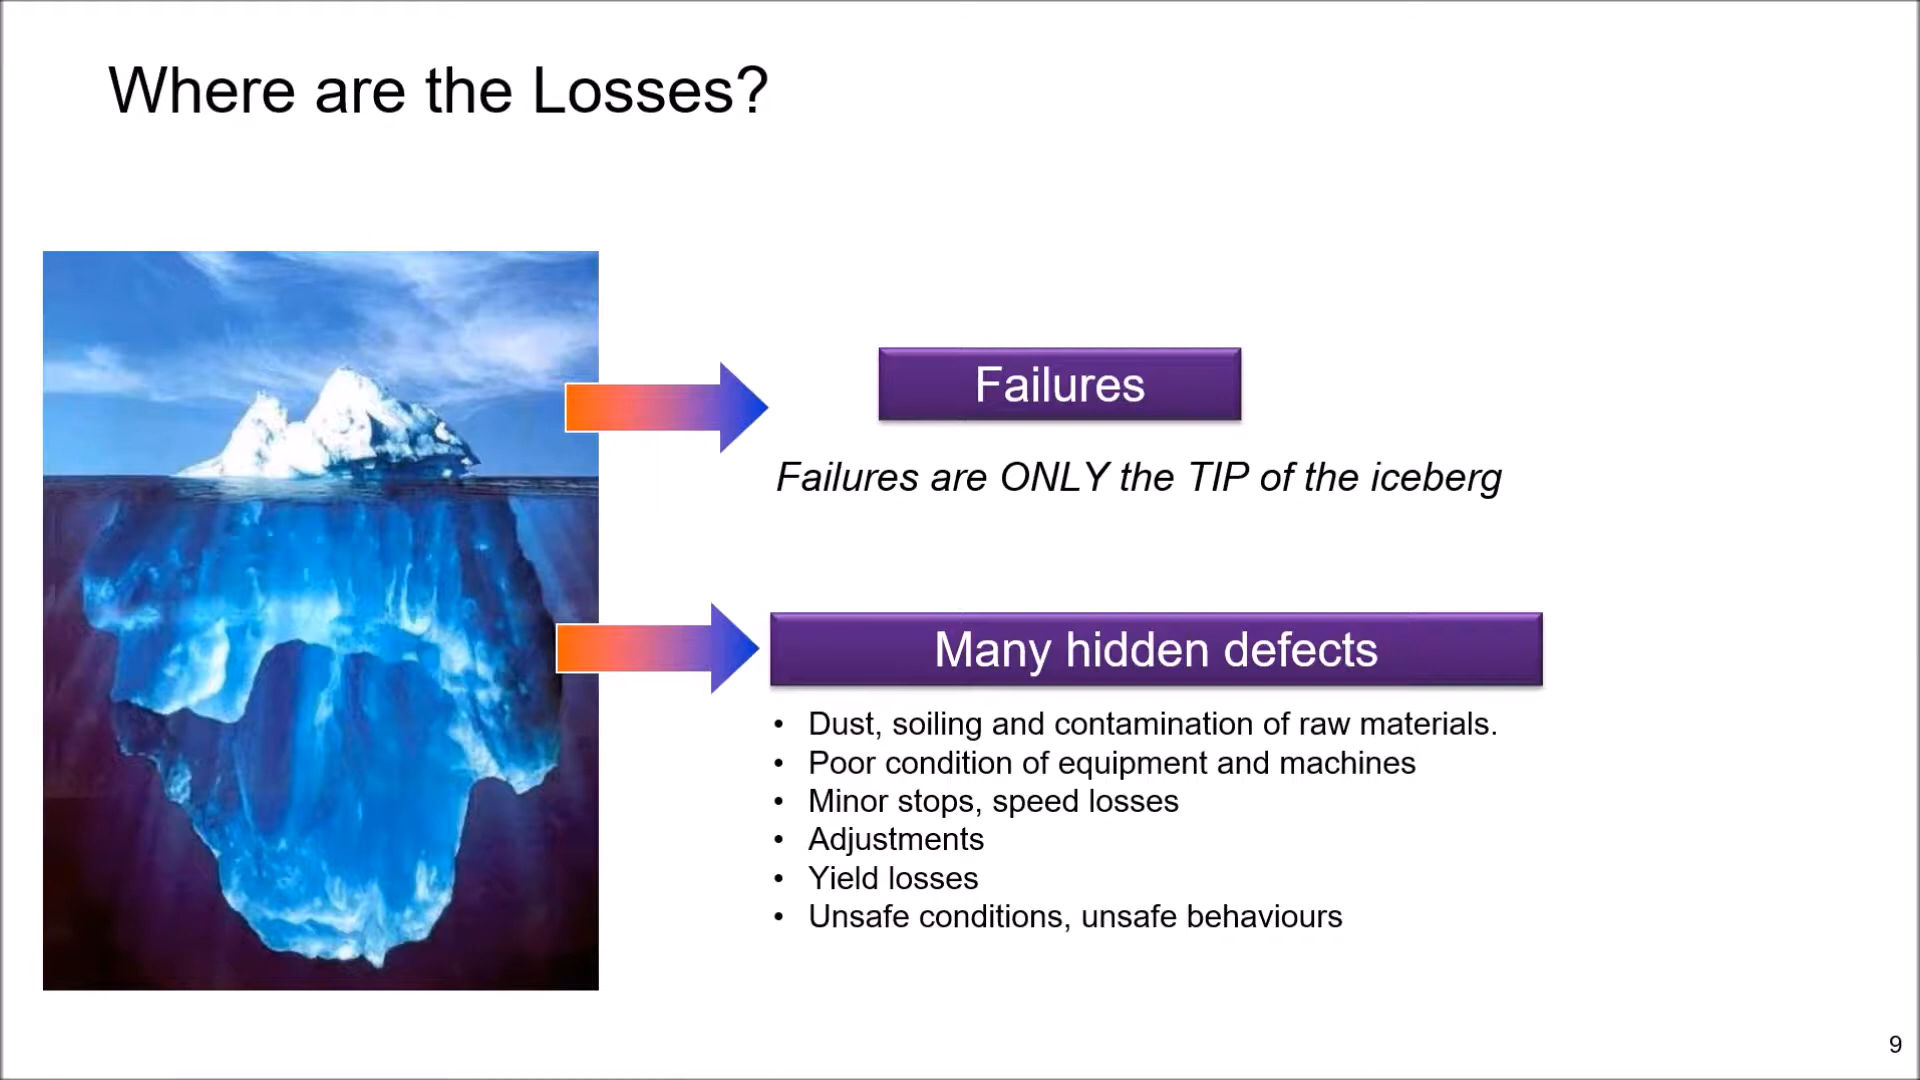 Where are the Losses?
Failures
Failures are ONLY the TIP of the iceberg
Many hidden defects
• Dust, soiling and contamination of raw materials.
• Poor condition of equipment and machines
• Minor stops, speed losses
• Adjustments
• Yield losses
• Unsafe conditions, unsafe behaviours
9